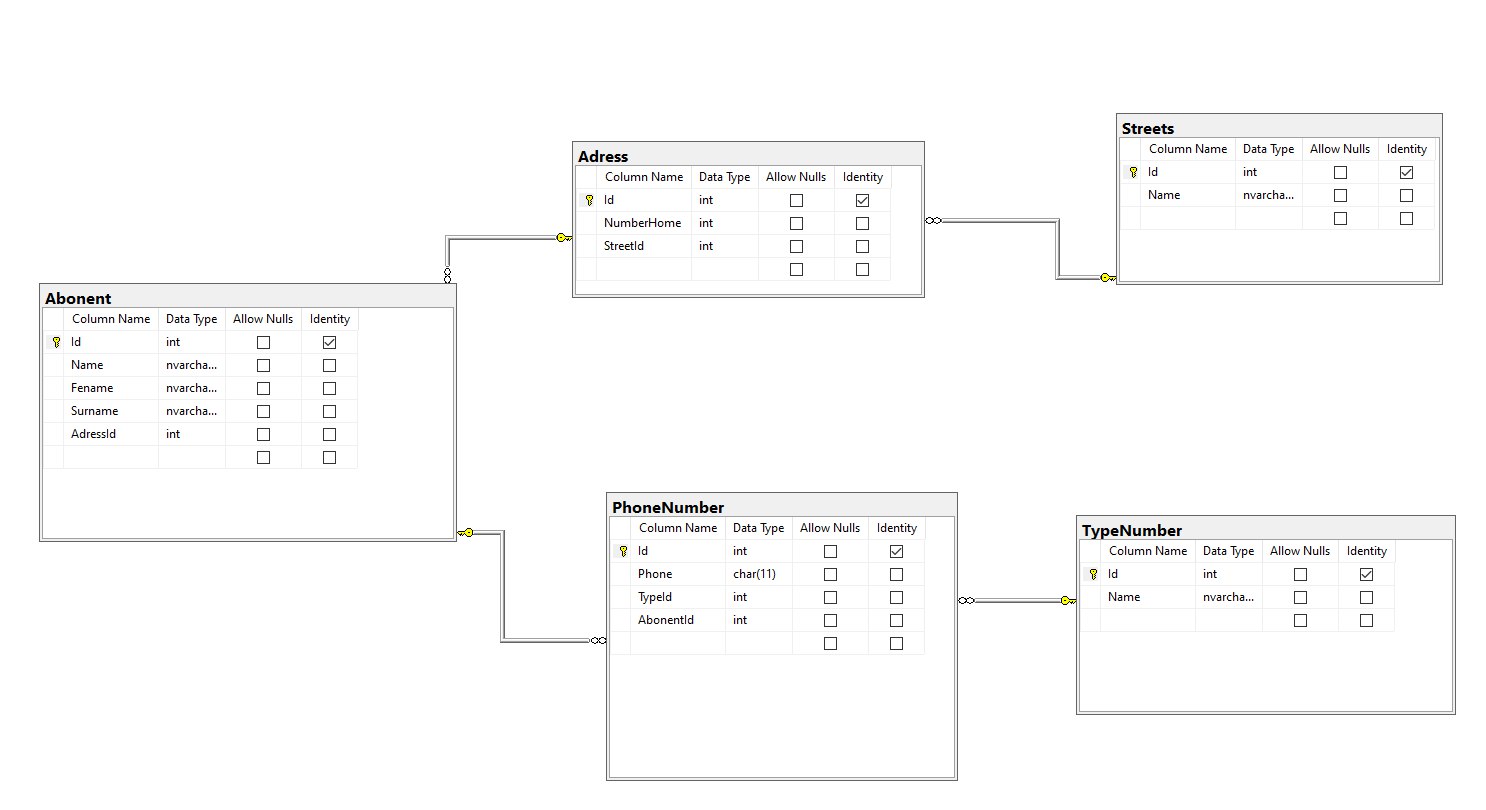 Adress
Column Name Data Type Allow Nulls Identity
Id int
NumberHome int
StreetId int
Streets
Column Name Data Type Allow Nulls Identity
Id int
Name nvarcha...
Abonent
Column Name Data Type Allow Nulls Identity
Id int
Name nvarcha...
Fename nvarcha...
Surname nvarcha...
AdressId int
PhoneNumber
Column Name Data Type Allow Nulls Identity
Id int
Phone char(11)
TypeId int
AbonentId int
TypeNumber
Column Name Data Type Allow Nulls Identity
Id int
Name nvarcha...